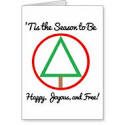 'Tis the Season to Be
Happy, Joyous, and Free!